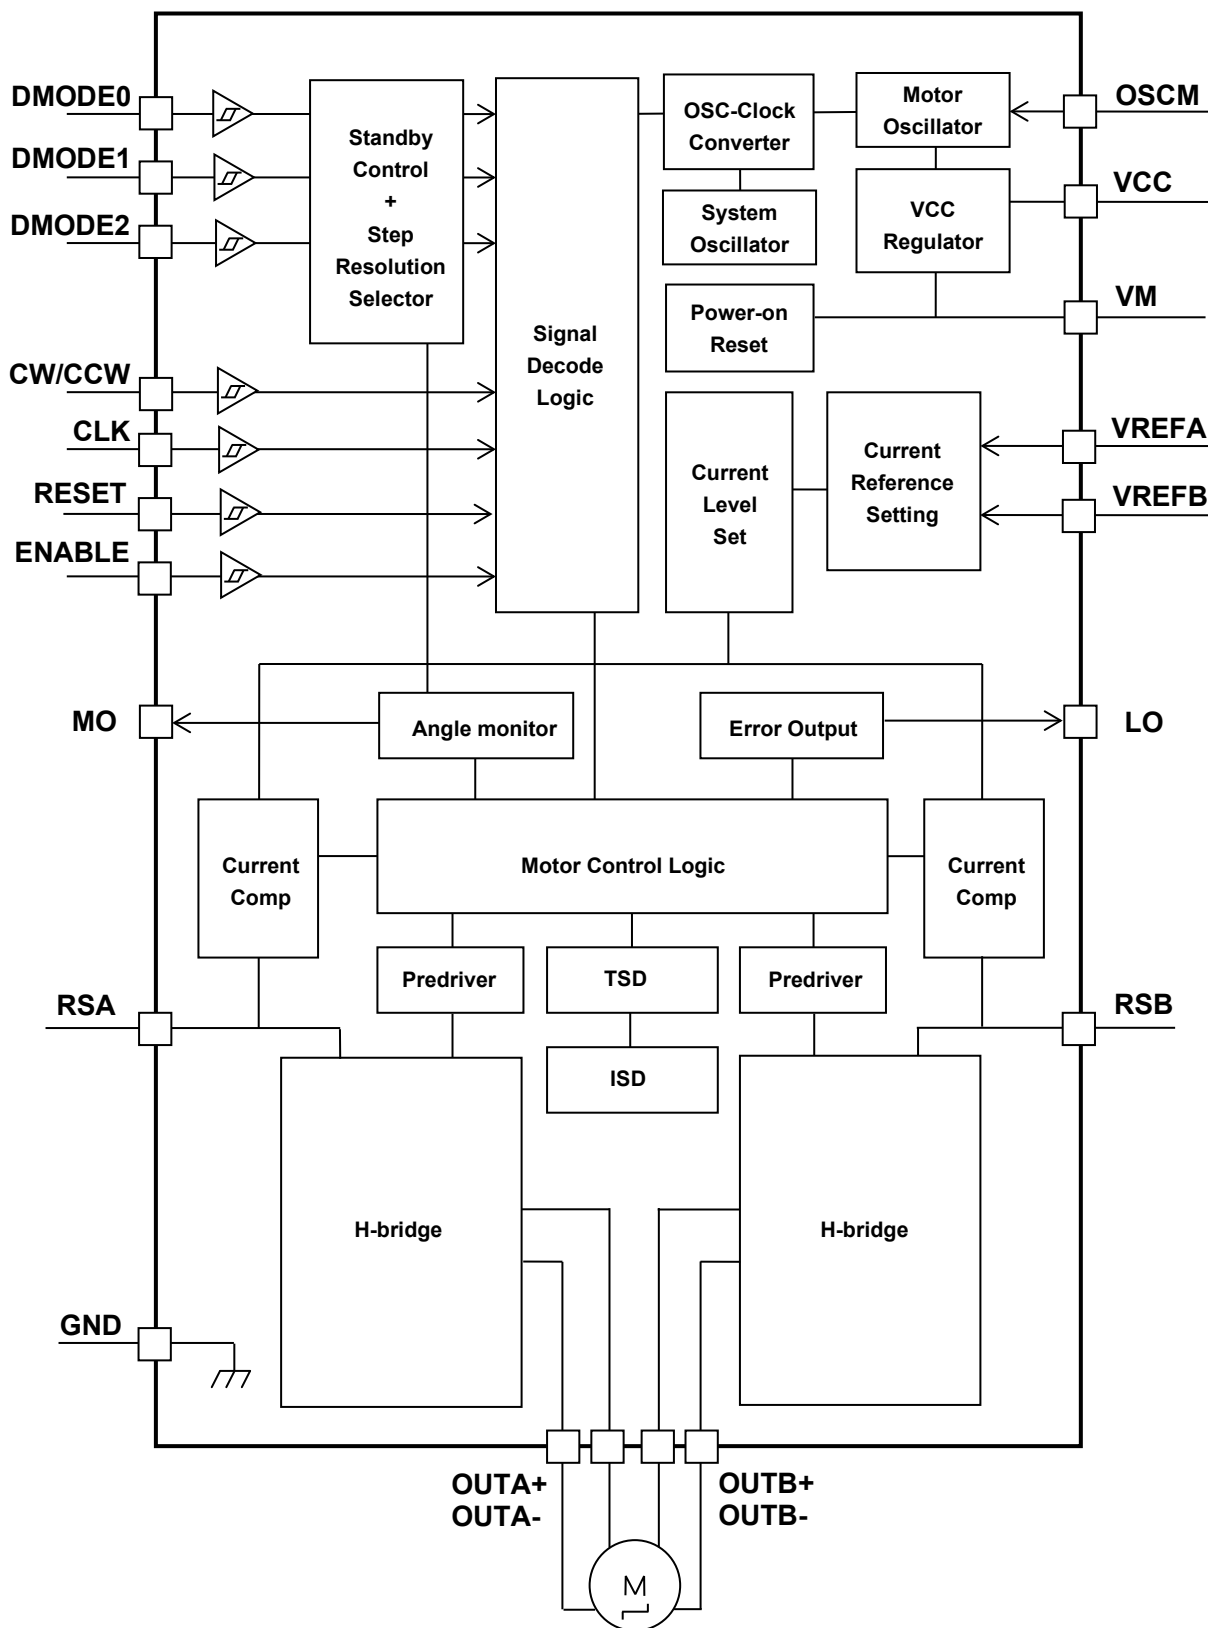 DMODE0
DMODE1
DMODE2
CW/CCW
CLK
RESET
ENABLE
Standby
Control
+
Step
Resolution
Selector
Signal
Decode
Logic
OSC-Clock
Converter
Motor
Oscillator
OSCM
System
Oscillator
VCC
Regulator
VCC
Power-on
Reset
VM
Current
Level
Set
Current
Reference
Setting
VREFA
VREFB
MO
Angle monitor
Error Output
LO
Current
Comp
Motor Control Logic
Current
Comp
Predriver
TSD
Predriver
RSA
RSB
ISD
H-bridge
H-bridge
GND
OUTA+
OUTA-
OUTB+
OUTB-
M